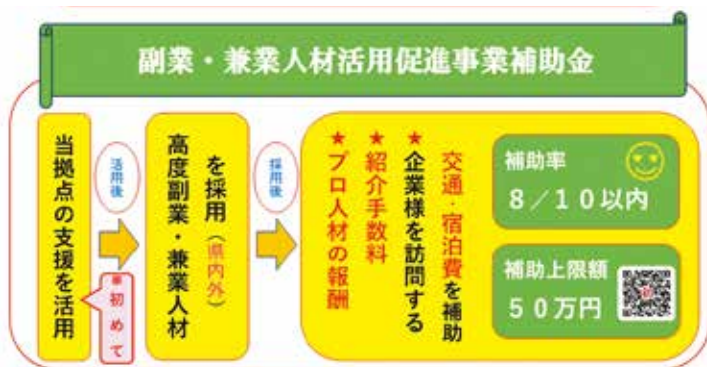 副業・兼業人材活用促進事業補助金
当拠点の支援を活用
※初めて
活用後
高度副業・兼業人材
を採用（県内外）
採用後
★プロ人材の報酬
★紹介手数料
★企業様を訪問する
交通・宿泊費を補助
補助率
８／１０以内
補助上限額
５０万円
初